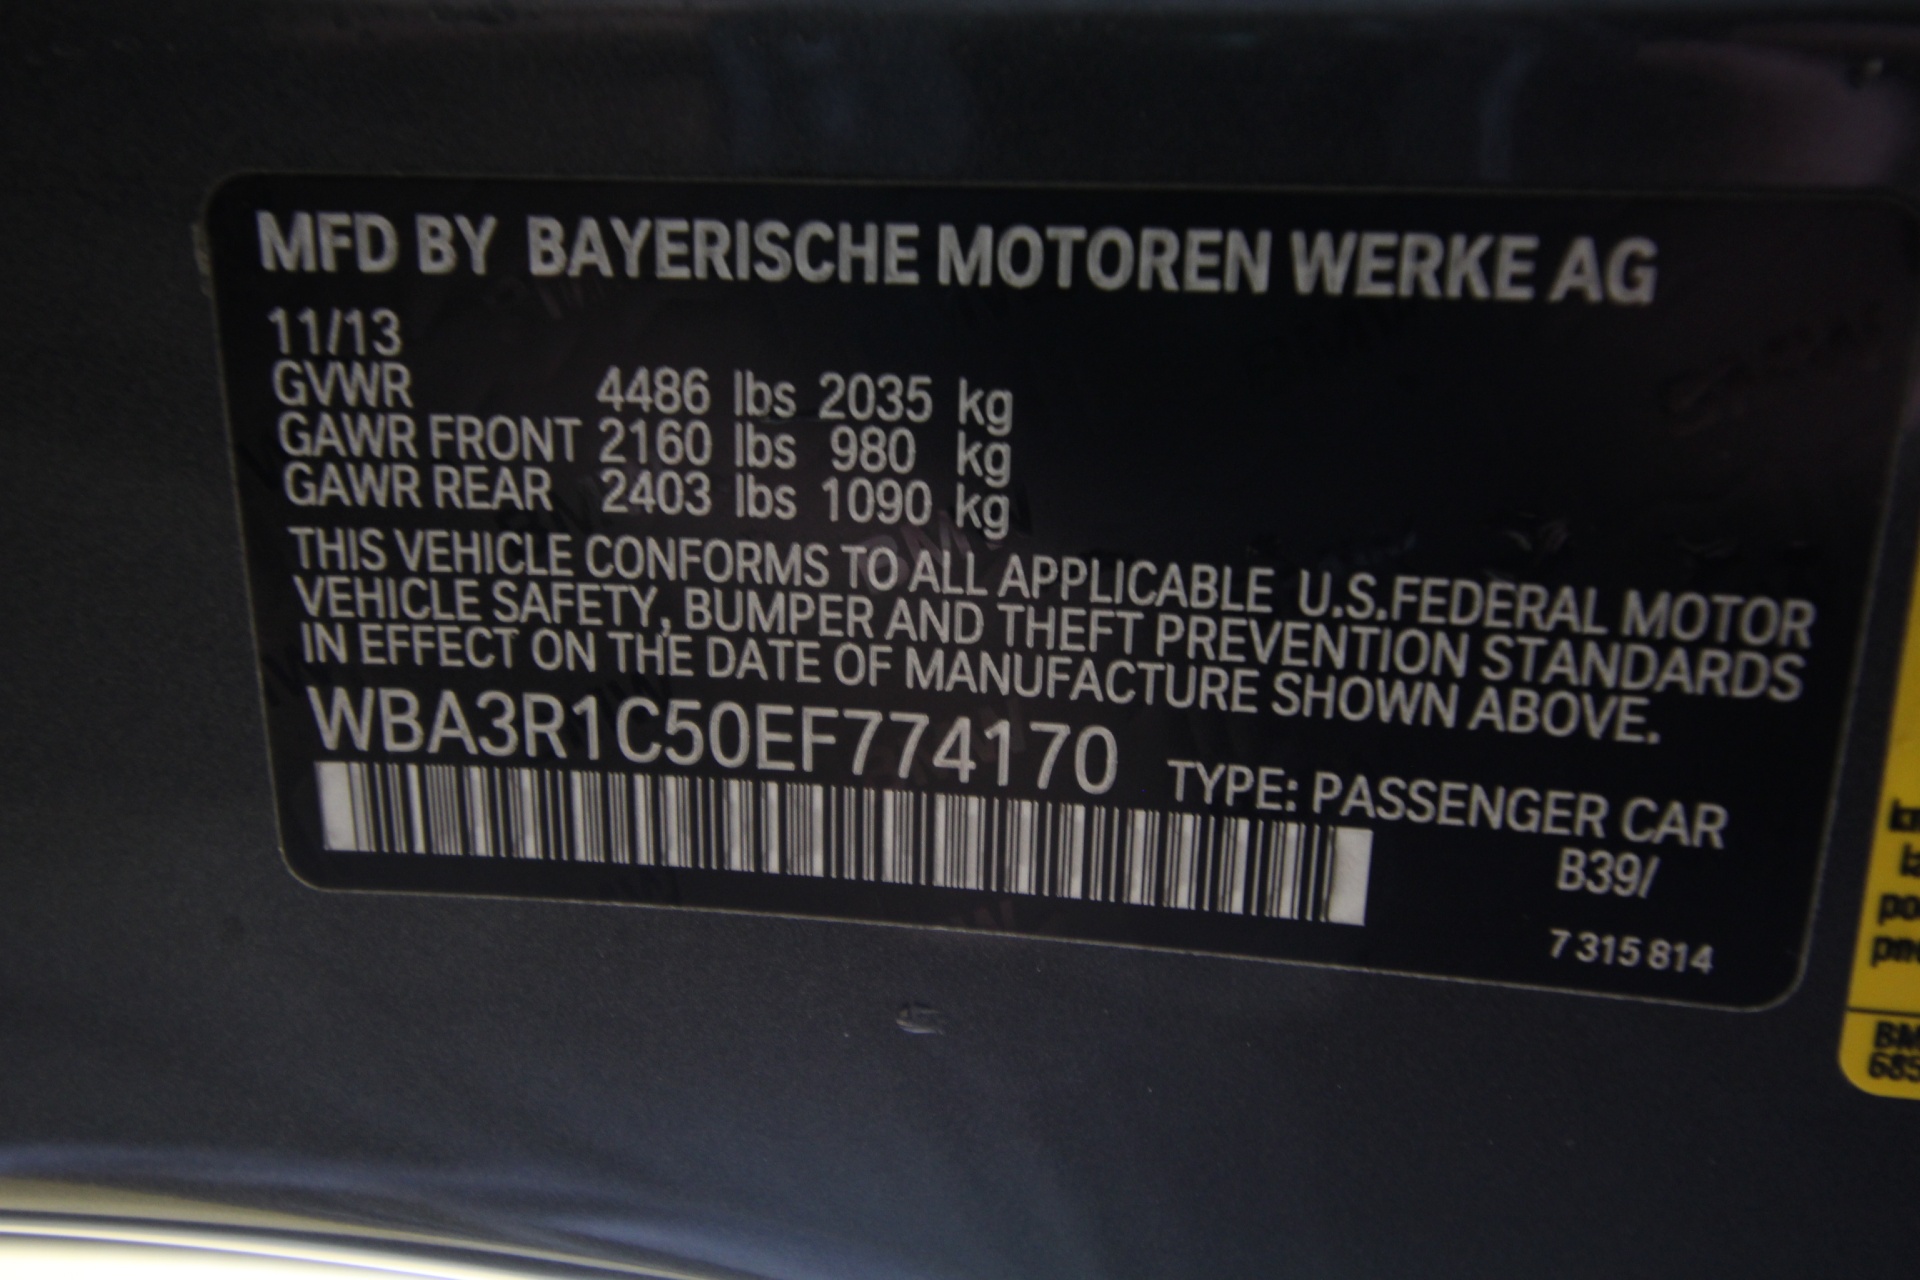 MFD BY BAYERISCHE MOTOREN WERKE AG
11/13
GVWR 4486 lbs 2035 kg
GAWR FRONT 2160 lbs 980 kg
GAWR REAR 2403 lbs 1090 kg
THIS VEHICLE CONFORMS TO ALL APPLICABLE U.S.FEDERAL MOTOR
VEHICLE SAFETY, BUMPER AND THEFT PREVENTION STANDARDS
IN EFFECT ON THE DATE OF MANUFACTURE SHOWN ABOVE.
WBA3R1C50EF774170 TYPE: PASSENGER CAR
B39/
7 315 814